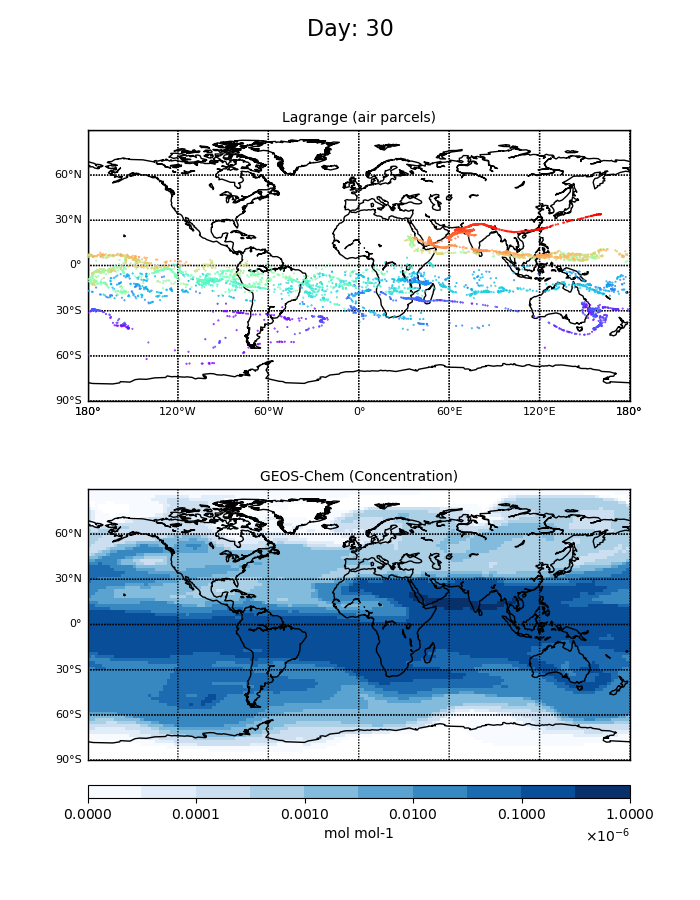 Day: 30
Lagrange (air parcels)
60°N
30°N
0°
30°S
60°S
90°S
180° 120°W 60°W 0° 60°E 120°E 180°
GEOS-Chem (Concentration)
60°N
30°N
0°
30°S
60°S
90°S
0.0000 0.0001 0.0010 0.0100 0.1000 1.0000
mol mol-1 ×10⁻⁶